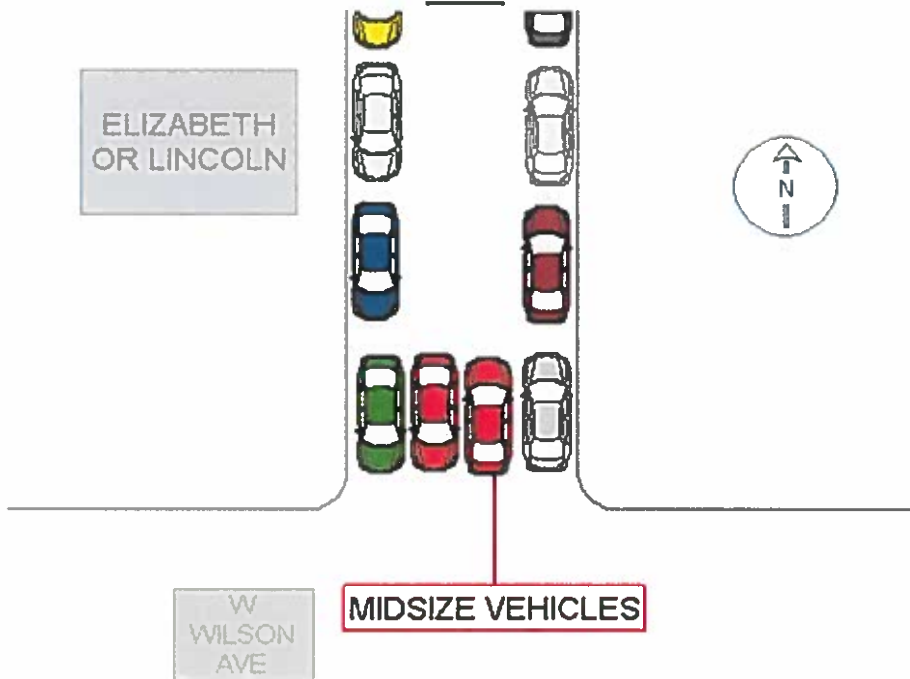 ELIZABETH
OR LINCOLN
N
MIDSIZE VEHICLES
W
WILSON
AVE